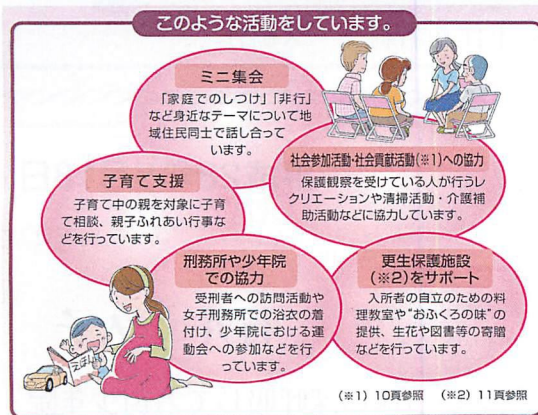 このような活動をしています。
ミニ集会
「家庭でのしつけ」「非行」
など身近なテーマについて地
域住民同士で話し合って
います。
社会参加活動・社会貢献活動(※1)への協力
保護観察を受けている人が行うレ
クリエーションや清掃活動・介護補
助活動などに協力しています。
子育て支援
子育て中の親を対象に子育
て相談、親子ふれあい行事な
どを行っています。
刑務所や少年院
での協力
受刑者への訪問活動や
女子刑務所での浴衣の着
付け、少年院における運
動会への参加などを行
っています。
更生保護施設
(※2)をサポート
入所者の自立のための料
理教室や“おふくろの味”の
提供、生花や図書等の寄贈
などを行っています。
えほん
(※1) 10頁参照 (※2) 11頁参照